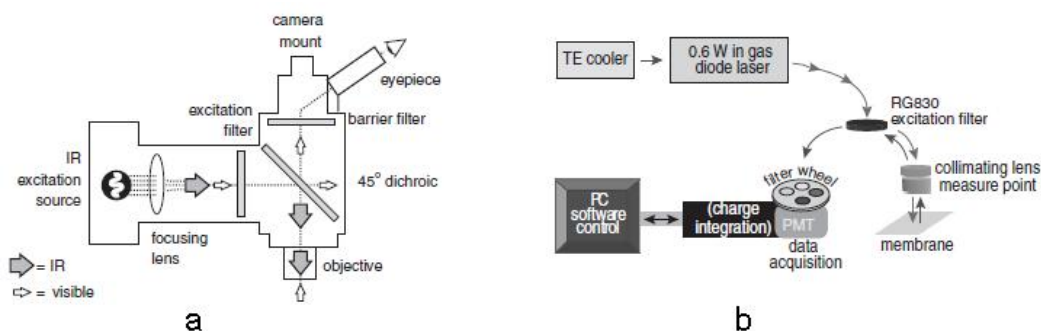 camera
mount
eyepiece
excitation
filter
barrier filter
IR
excitation
source
45° dichroic
focusing
lens
objective
= IR
= visible
a
TE cooler
0.6 W in gas
diode laser
RG830
excitation filter
filter wheel
collimating lens
measure point
PC
software
control
(charge
integration)
PMT
data
acquisition
membrane
b